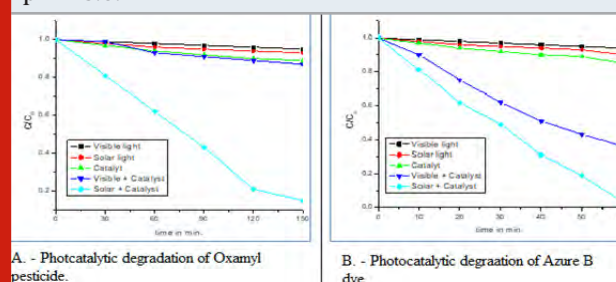 1.0
0.8
0.6
0.4
0.2
C/C₀
Visible light
Solar light
Catalyt
Visible + Catalyst
Solar + Catalyst
0 30 60 90 120 150
time in min.
A. - Photcatalytic degradation of Oxamyl
pesticide.
1.0
0.8
0.6
0.4
0.2
0.0
C/C₀
Visible light
Solar light
Catalyt
Visible + Catalyst
Solar + Catalyst
0 10 20 30 40 50
time in min.
B. - Photocatalytic degraation of Azure B
dye